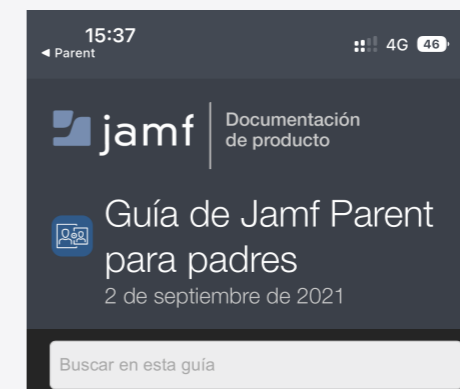 15:37
◀ Parent
4G 46
jamf
Documentación
de producto
Guía de Jamf Parent
para padres
2 de septiembre de 2021
Buscar en esta guía